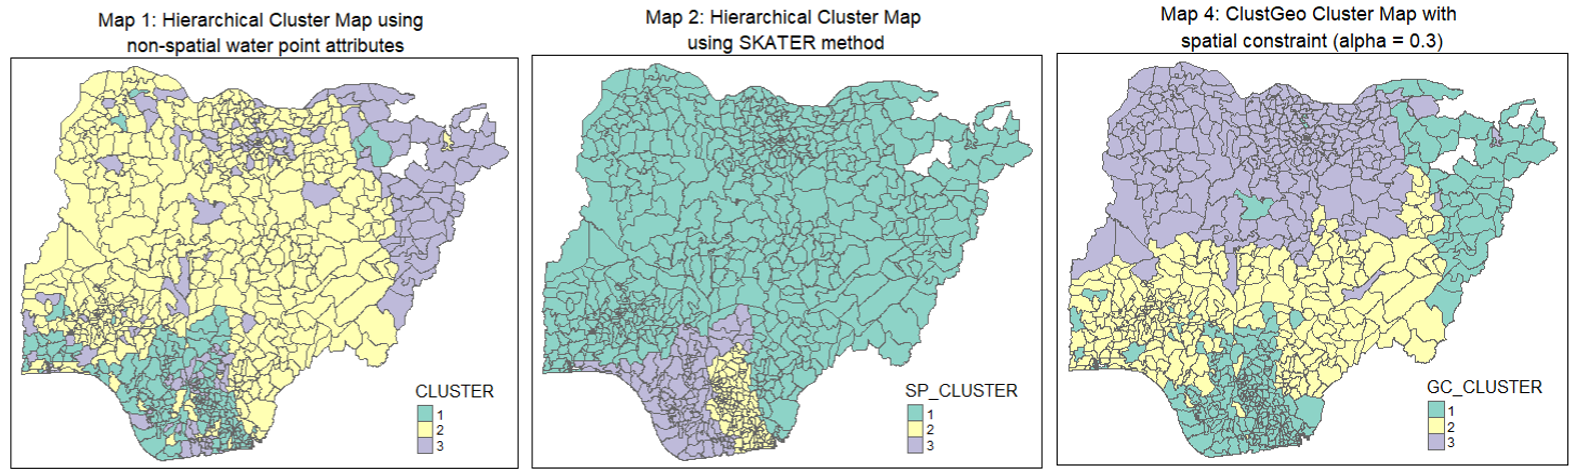 Map 1: Hierarchical Cluster Map using
non-spatial water point attributes
CLUSTER
1
2
3
Map 2: Hierarchical Cluster Map
using SKATER method
SP_CLUSTER
1
2
3
Map 4: ClustGeo Cluster Map with
spatial constraint (alpha = 0.3)
GC_CLUSTER
1
2
3